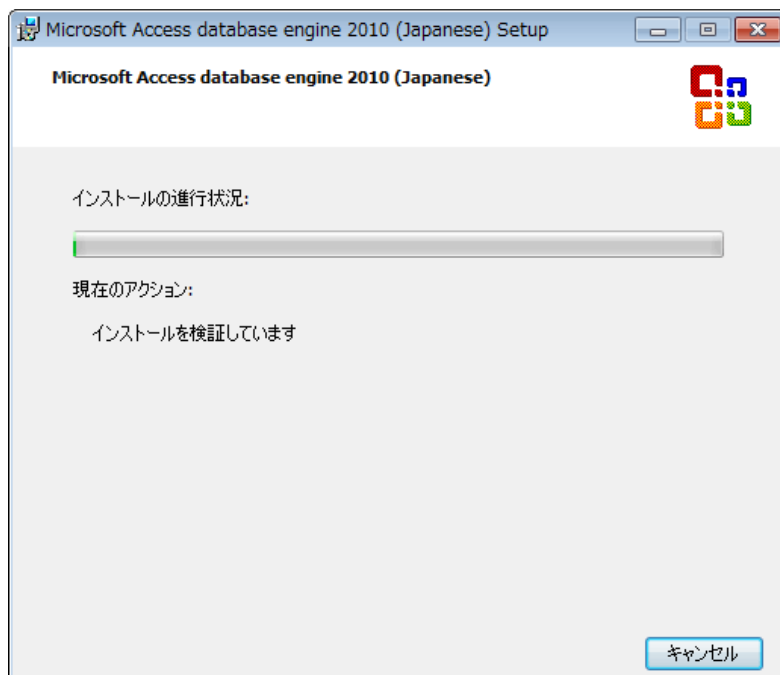 Microsoft Access database engine 2010 (Japanese) Setup
Microsoft Access database engine 2010 (Japanese)
インストールの進行状況:
現在のアクション:
インストールを検証しています
キャンセル